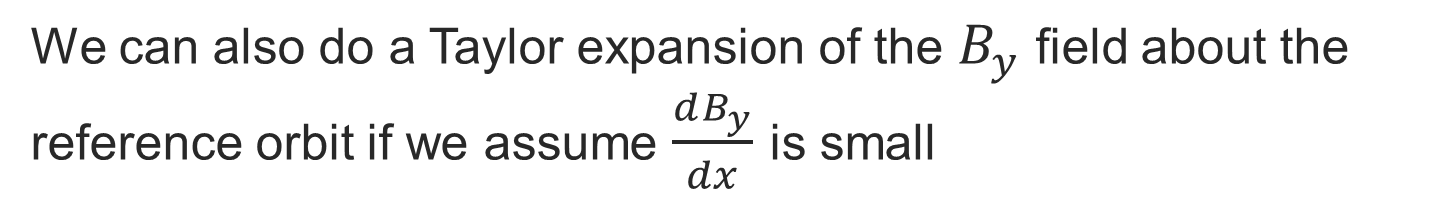 We can also do a Taylor expansion of the $B_y$ field about the
reference orbit if we assume $\frac{dB_y}{dx}$ is small